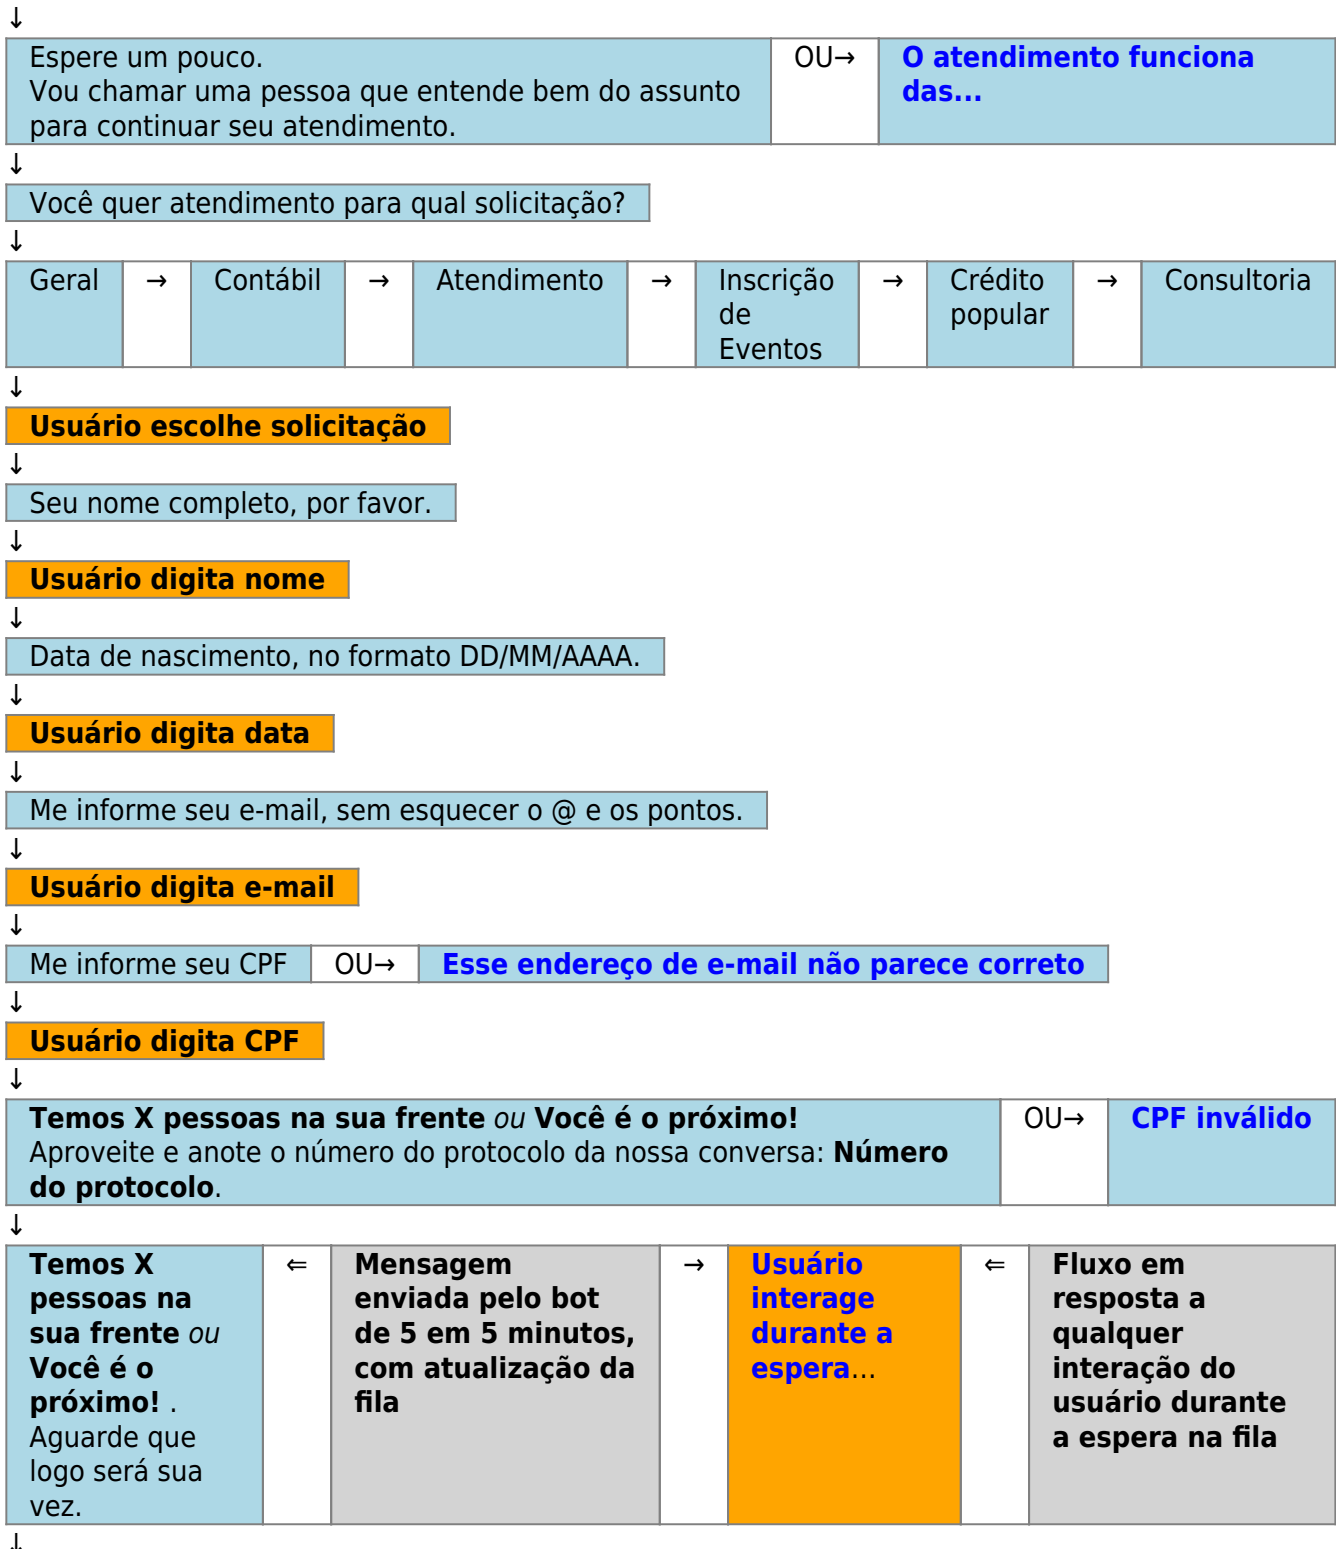 ↓
Espere um pouco. OU→ O atendimento funciona
Vou chamar uma pessoa que entende bem do assunto das...
para continuar seu atendimento.
↓
Você quer atendimento para qual solicitação?
↓
Geral → Contábil → Atendimento → Inscrição → Crédito → Consultoria
de popular
Eventos
↓
Usuário escolhe solicitação
↓
Seu nome completo, por favor.
↓
Usuário digita nome
↓
Data de nascimento, no formato DD/MM/AAAA.
↓
Usuário digita data
↓
Me informe seu e-mail, sem esquecer o @ e os pontos.
↓
Usuário digita e-mail
↓
Me informe seu CPF OU→ Esse endereço de e-mail não parece correto
↓
Usuário digita CPF
↓
Temos X pessoas na sua frente ou Você é o próximo! OU→ CPF inválido
Aproveite e anote o número do protocolo da nossa conversa: Número
do protocolo.
↓
Temos X
pessoas na
sua frente ou
Você é o
próximo! .
Aguarde que
logo será sua
vez.
⇐
Mensagem
enviada pelo bot
de 5 em 5 minutos,
com atualização da
fila
→
Usuário
interage
durante a
espera...
⇐
Fluxo em
resposta a
qualquer
interação do
usuário durante
a espera na fila
↓